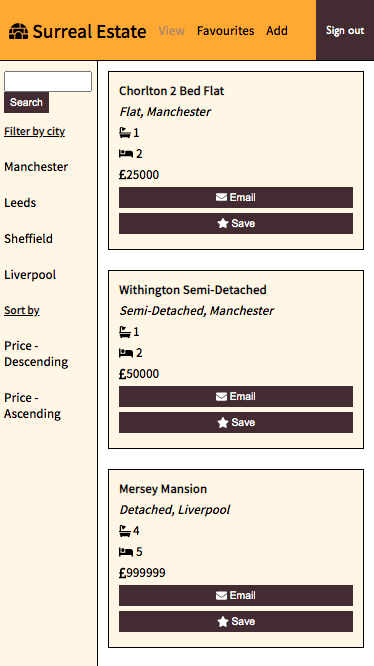 Surreal Estate
View
Favourites
Add
Sign out
Search
Filter by city
Manchester
Leeds
Sheffield
Liverpool
Sort by
Price -
Descending
Price -
Ascending
Chorlton 2 Bed Flat
Flat, Manchester
1
2
£25000
Email
Save
Withington Semi-Detached
Semi-Detached, Manchester
1
2
£50000
Email
Save
Mersey Mansion
Detached, Liverpool
4
5
£999999
Email
Save